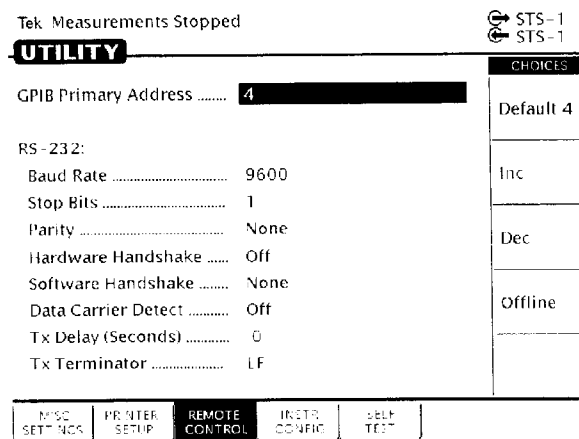 Tek Measurements Stopped
STS-1
STS-1
UTILITY
CHOICES
GPIB Primary Address ........ 4
Default 4
RS-232:
Baud Rate .............................. 9600
Inc
Stop Bits ................................ 1
Parity ...................................... None
Dec
Hardware Handshake ...... Off
Software Handshake ........ None
Data Carrier Detect ........... Off
Offline
Tx Delay (Seconds) ............ 0
Tx Terminator ..................... LF
MISC SETTINGS
PRINTER SETUP
REMOTE CONTROL
INSTR CONFIG
SELF TEST